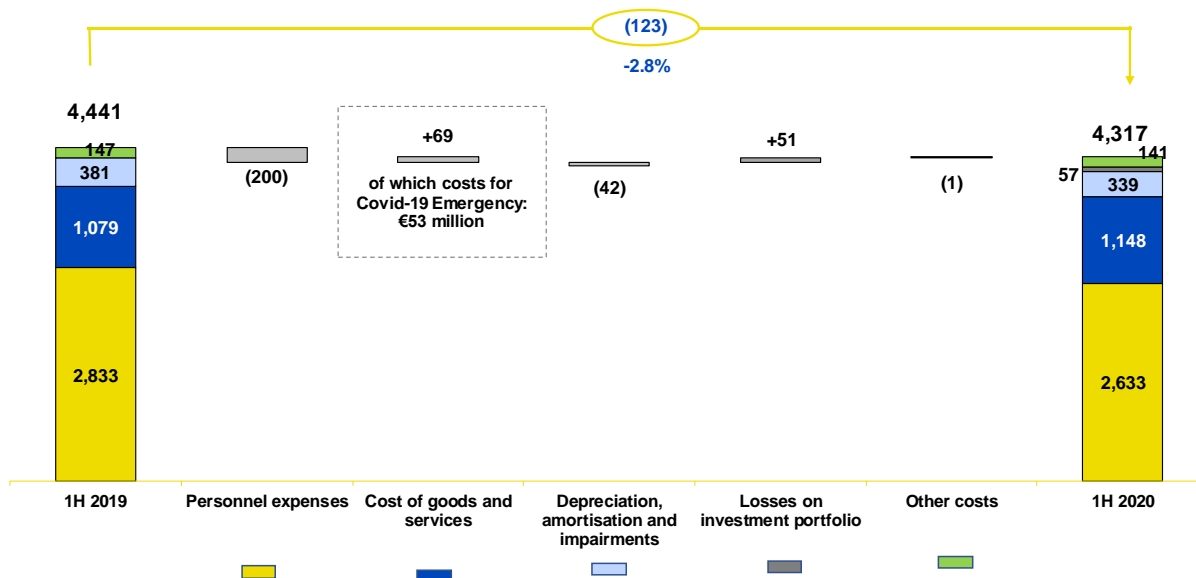 (123)
-2.8%
4,441
147
381
1,079
2,833
(200)
+69
of which costs for
Covid-19 Emergency:
€53 million
(42)
+51
(1)
4,317
141
57
339
1,148
2,633
1H 2019
Personnel expenses
Cost of goods and
services
Depreciation,
amortisation and
impairments
Losses on
investment portfolio
Other costs
1H 2020